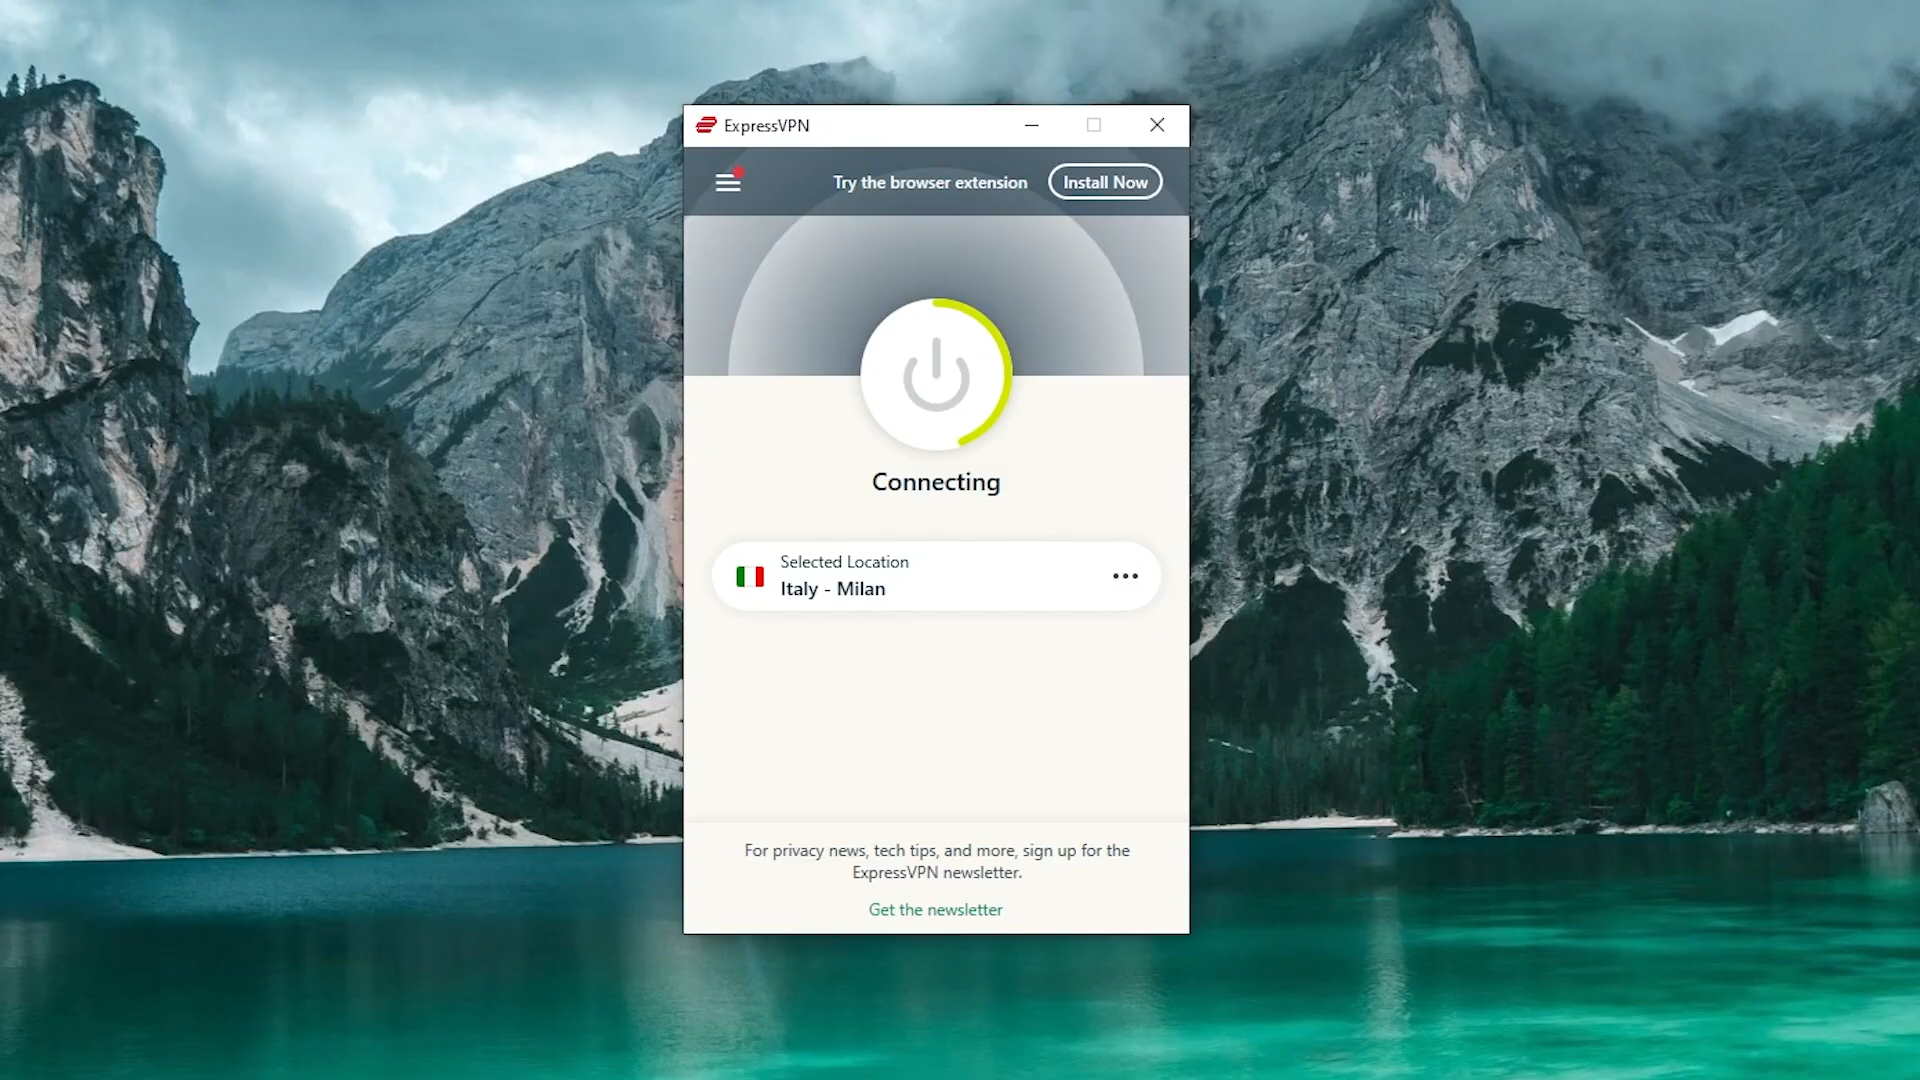 ExpressVPN
Try the browser extension
Install Now
Connecting
Selected Location
Italy - Milan
For privacy news, tech tips, and more, sign up for the
ExpressVPN newsletter.
Get the newsletter